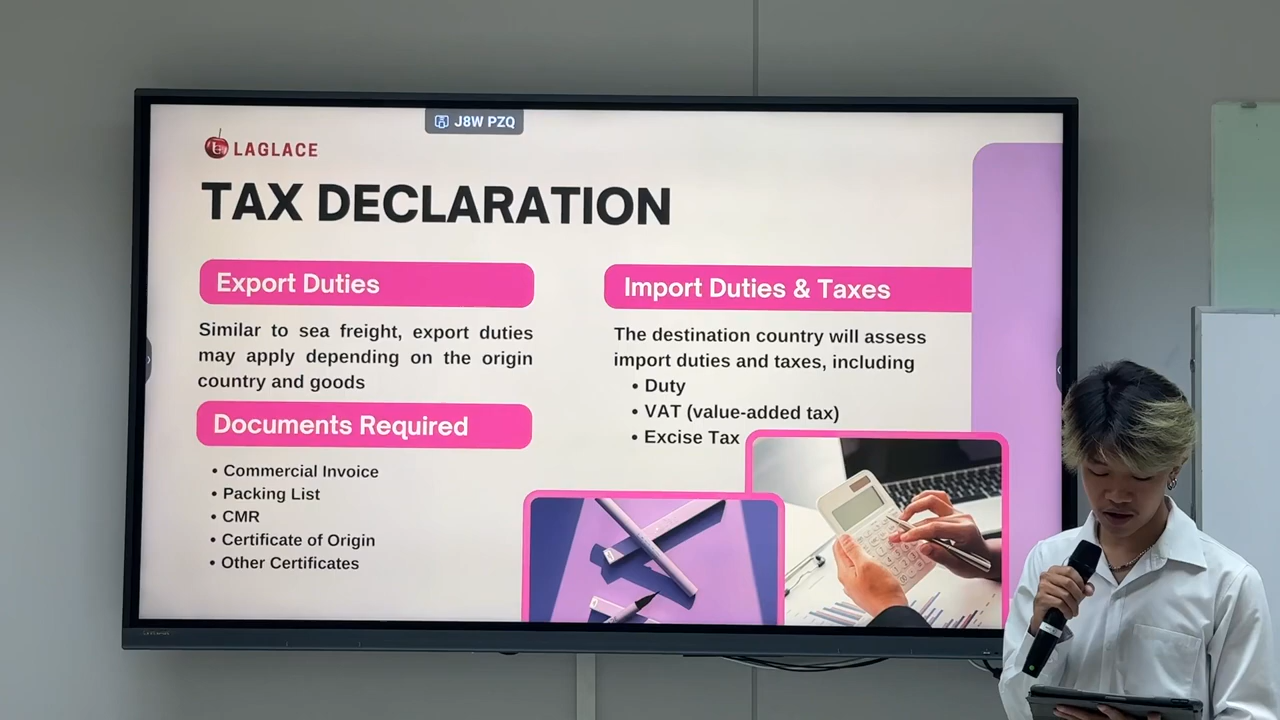 J8W PZQ
LAGLACE
TAX DECLARATION
Export Duties
Similar to sea freight, export duties
may apply depending on the origin
country and goods
Documents Required
• Commercial Invoice
• Packing List
• CMR
• Certificate of Origin
• Other Certificates
Import Duties & Taxes
The destination country will assess
import duties and taxes, including
• Duty
• VAT (value-added tax)
• Excise Tax